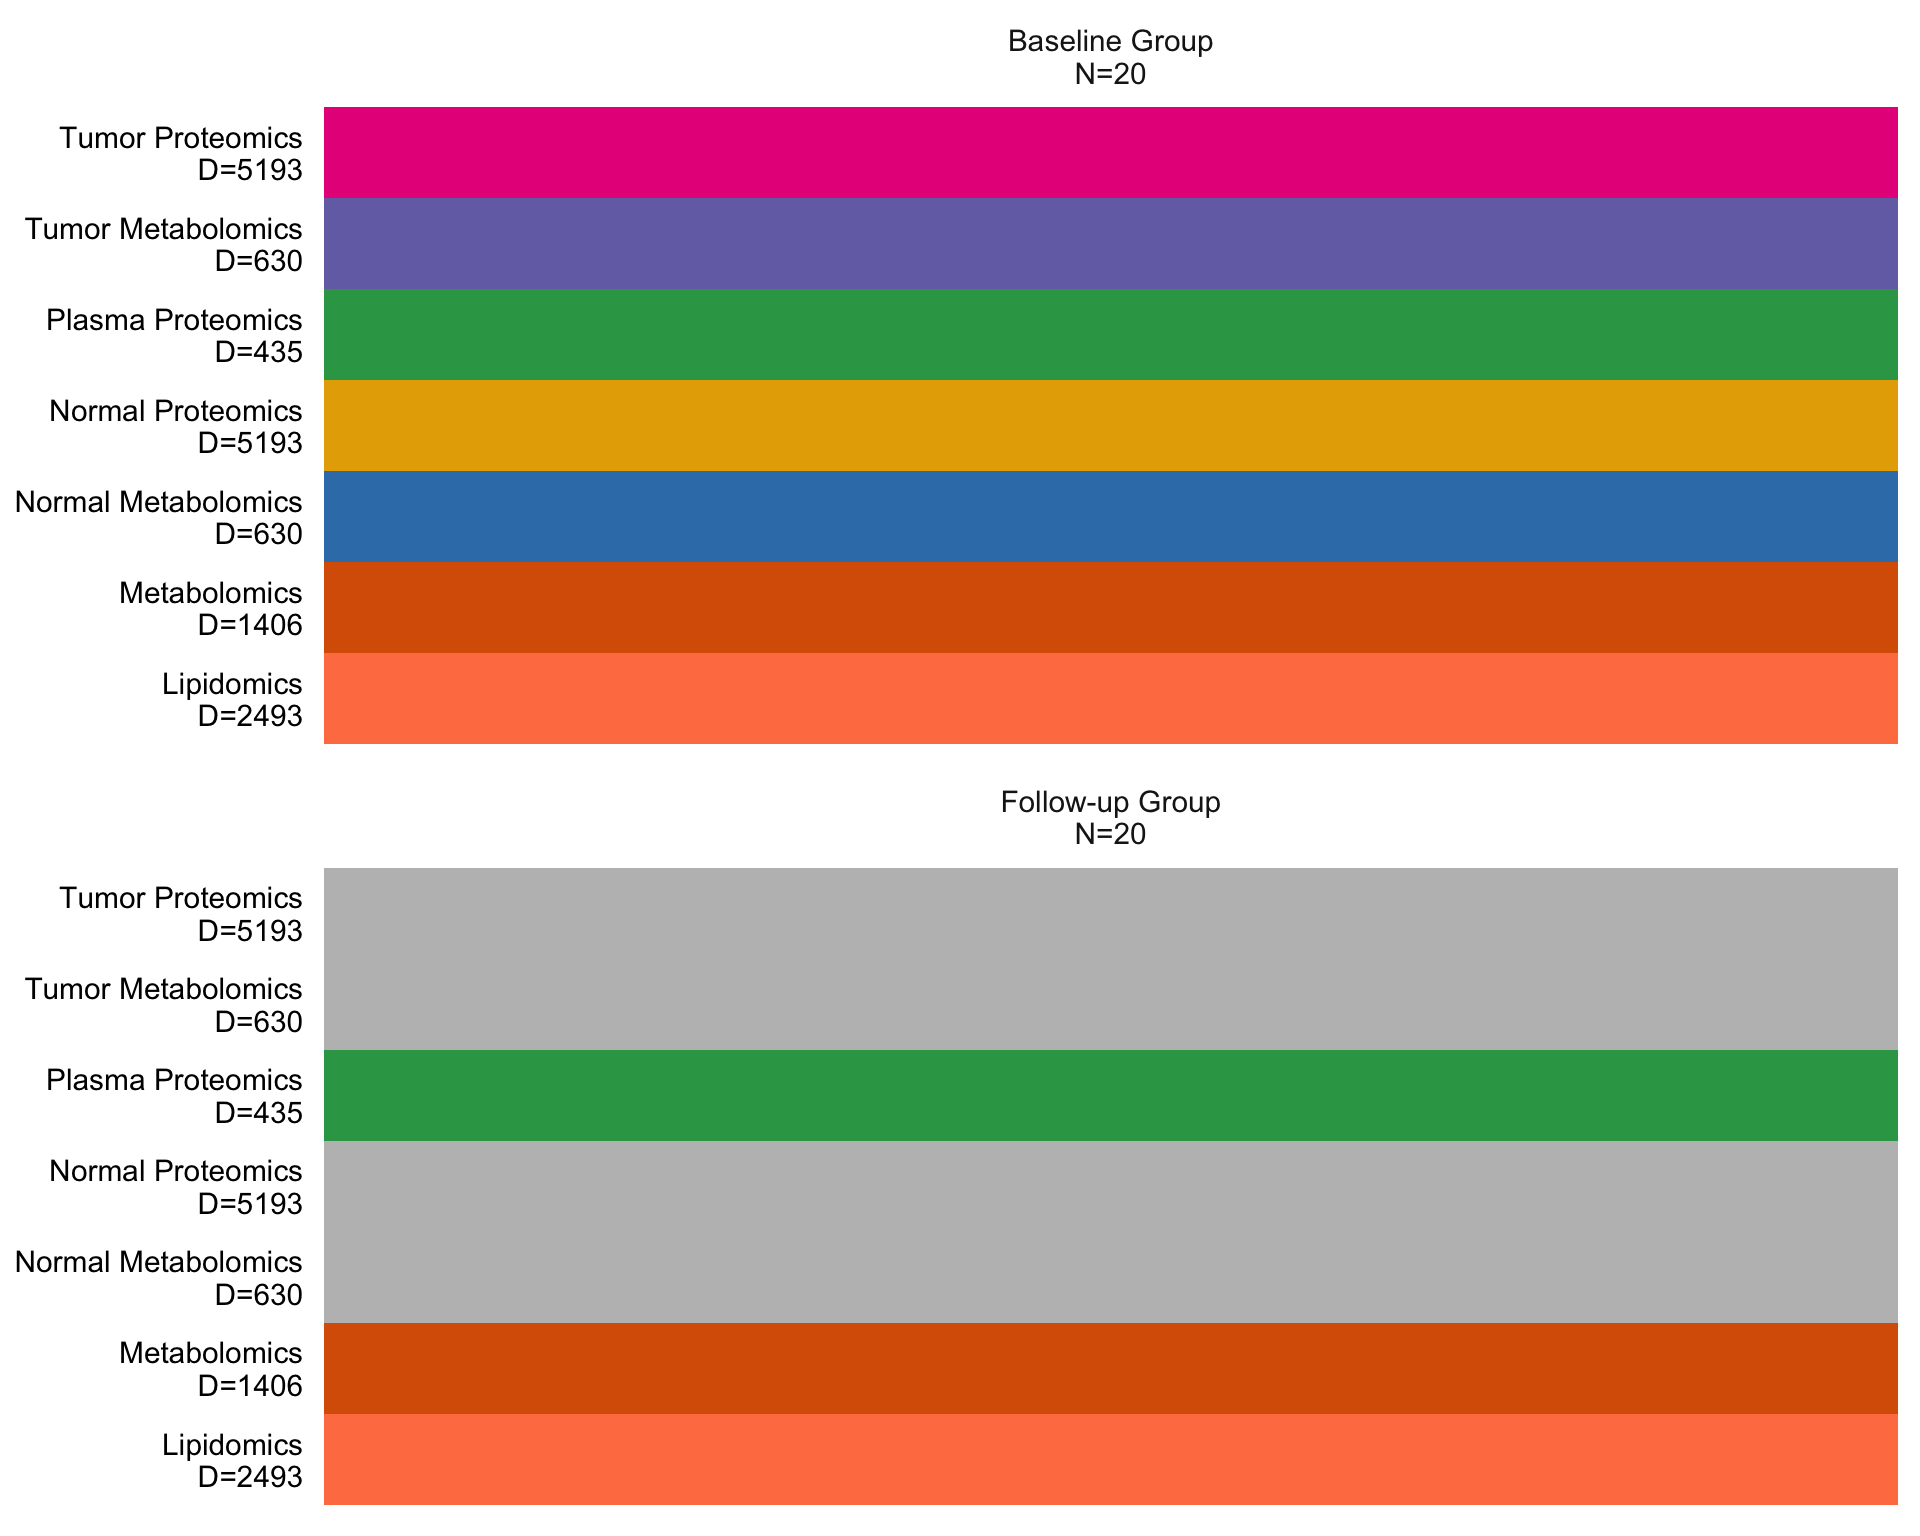 Baseline Group
N=20
Tumor Proteomics
D=5193
Tumor Metabolomics
D=630
Plasma Proteomics
D=435
Normal Proteomics
D=5193
Normal Metabolomics
D=630
Metabolomics
D=1406
Lipidomics
D=2493
Follow-up Group
N=20
Tumor Proteomics
D=5193
Tumor Metabolomics
D=630
Plasma Proteomics
D=435
Normal Proteomics
D=5193
Normal Metabolomics
D=630
Metabolomics
D=1406
Lipidomics
D=2493